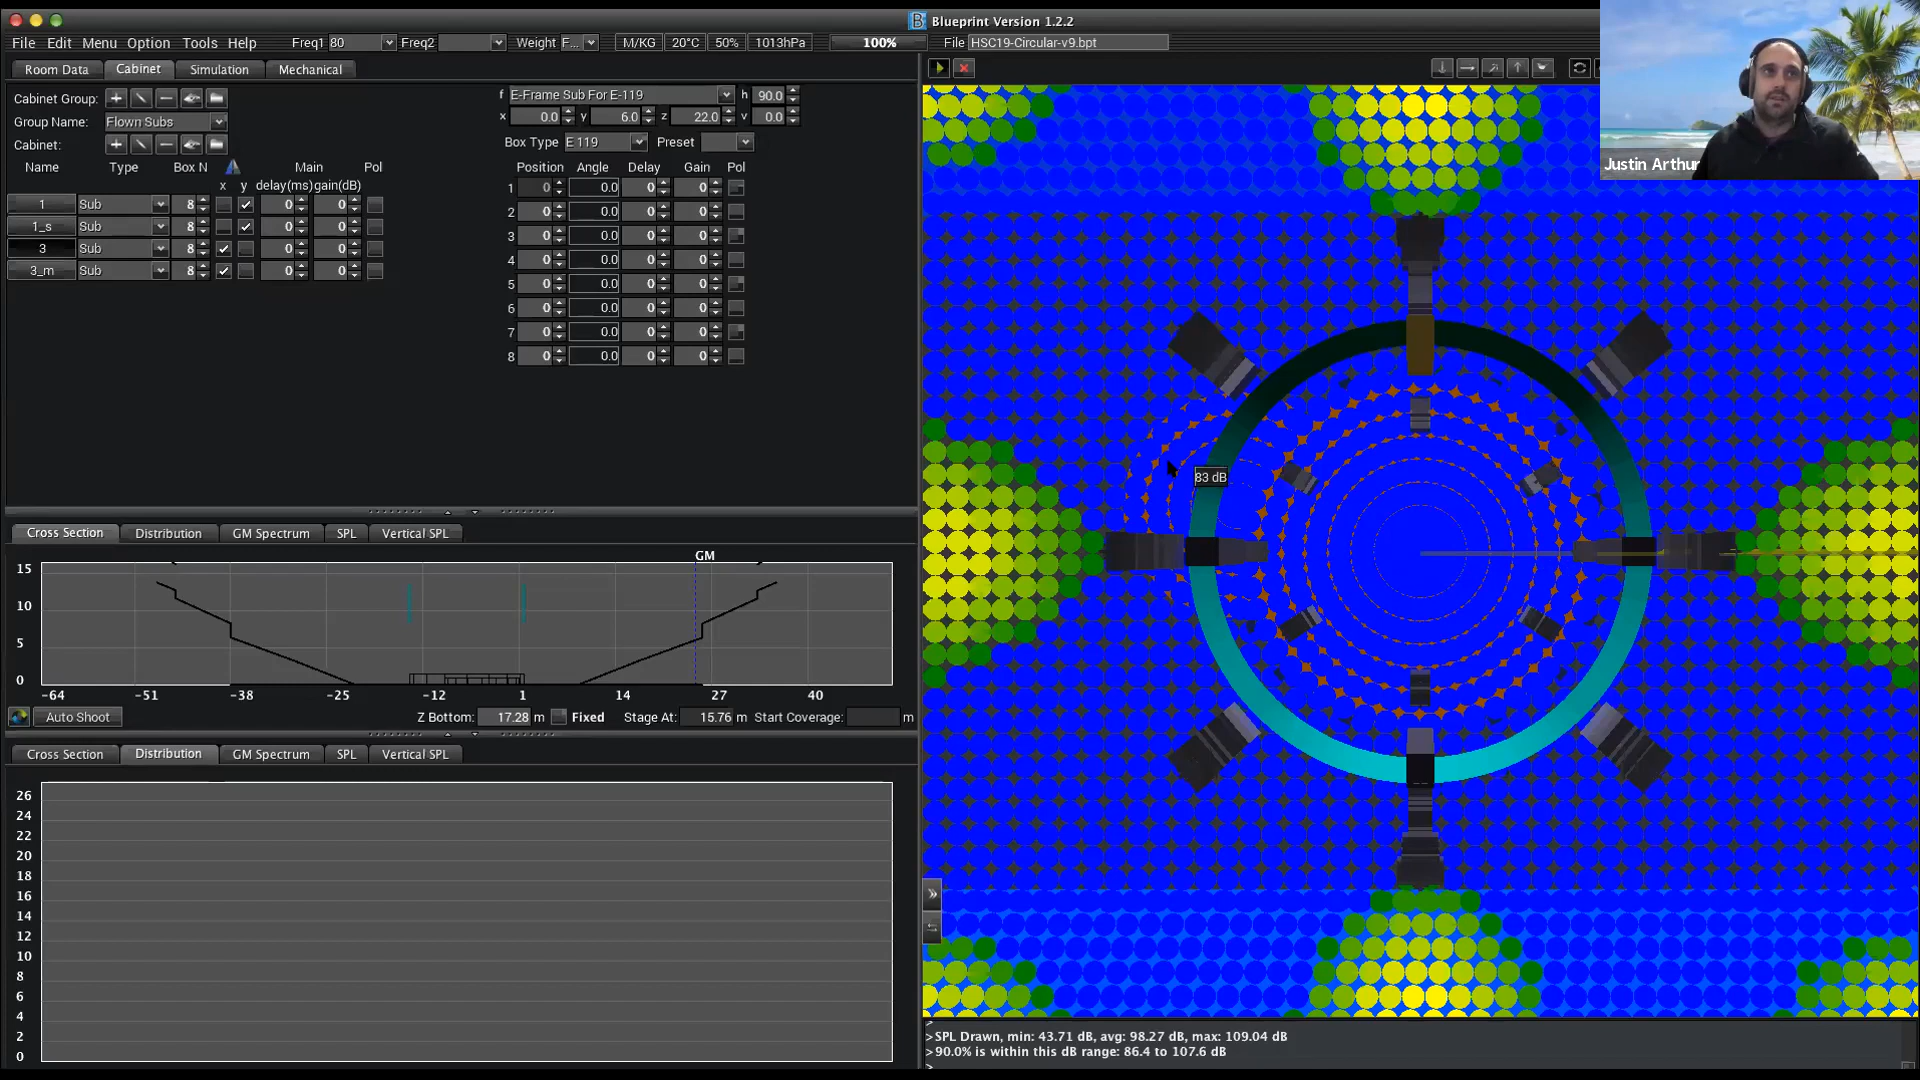 Blueprint Version 1.2.2
File Edit Menu Option Tools Help Freq1 80 Freq2 Weight F... M/KG 20°C 50% 1013hPa 100% File HSC19-Circular-v9.bpt
Room Data Cabinet Simulation Mechanical
Cabinet Group: f E-Frame Sub For E-119 h 90.0
Group Name: Flown Subs x 0.0 y 6.0 z 22.0 v 0.0
Cabinet: Box Type E 119 Preset
Name Type Box N Main Pol Position Angle Delay Gain Pol
x y delay(ms) gain(dB)
1 Sub 8 0 0
1_s Sub 8 0 0
3 Sub 8 0 0
3_m Sub 8 0 0
1 0 0.0 0 0
2 0 0.0 0 0
3 0 0.0 0 0
4 0 0.0 0 0
5 0 0.0 0 0
6 0 0.0 0 0
7 0 0.0 0 0
8 0 0.0 0 0
Justin Arthur
83 dB
Cross Section Distribution GM Spectrum SPL Vertical SPL
GM
15
10
5
0
-64 -51 -38 -25 -12 1 14 27 40
Auto Shoot Z Bottom: 17.28 m Fixed Stage At: 15.76 m Start Coverage: m
Cross Section Distribution GM Spectrum SPL Vertical SPL
26
24
22
20
18
16
14
12
10
8
6
4
2
0
>
>SPL Drawn, min: 43.71 dB, avg: 98.27 dB, max: 109.04 dB
>90.0% is within this dB range: 86.4 to 107.6 dB
>